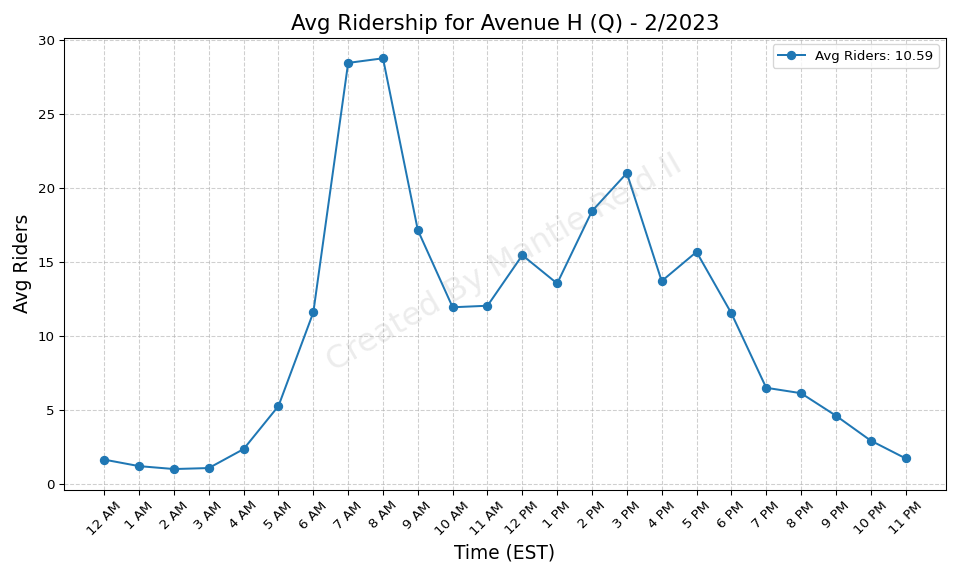 Avg Ridership for Avenue H (Q) - 2/2023
Avg Riders: 10.59
Avg Riders
30
25
20
15
10
5
0
Created By Mantle Reid II
12 AM
1 AM
2 AM
3 AM
4 AM
5 AM
6 AM
7 AM
8 AM
9 AM
10 AM
11 AM
12 PM
1 PM
2 PM
3 PM
4 PM
5 PM
6 PM
7 PM
8 PM
9 PM
10 PM
11 PM
Time (EST)